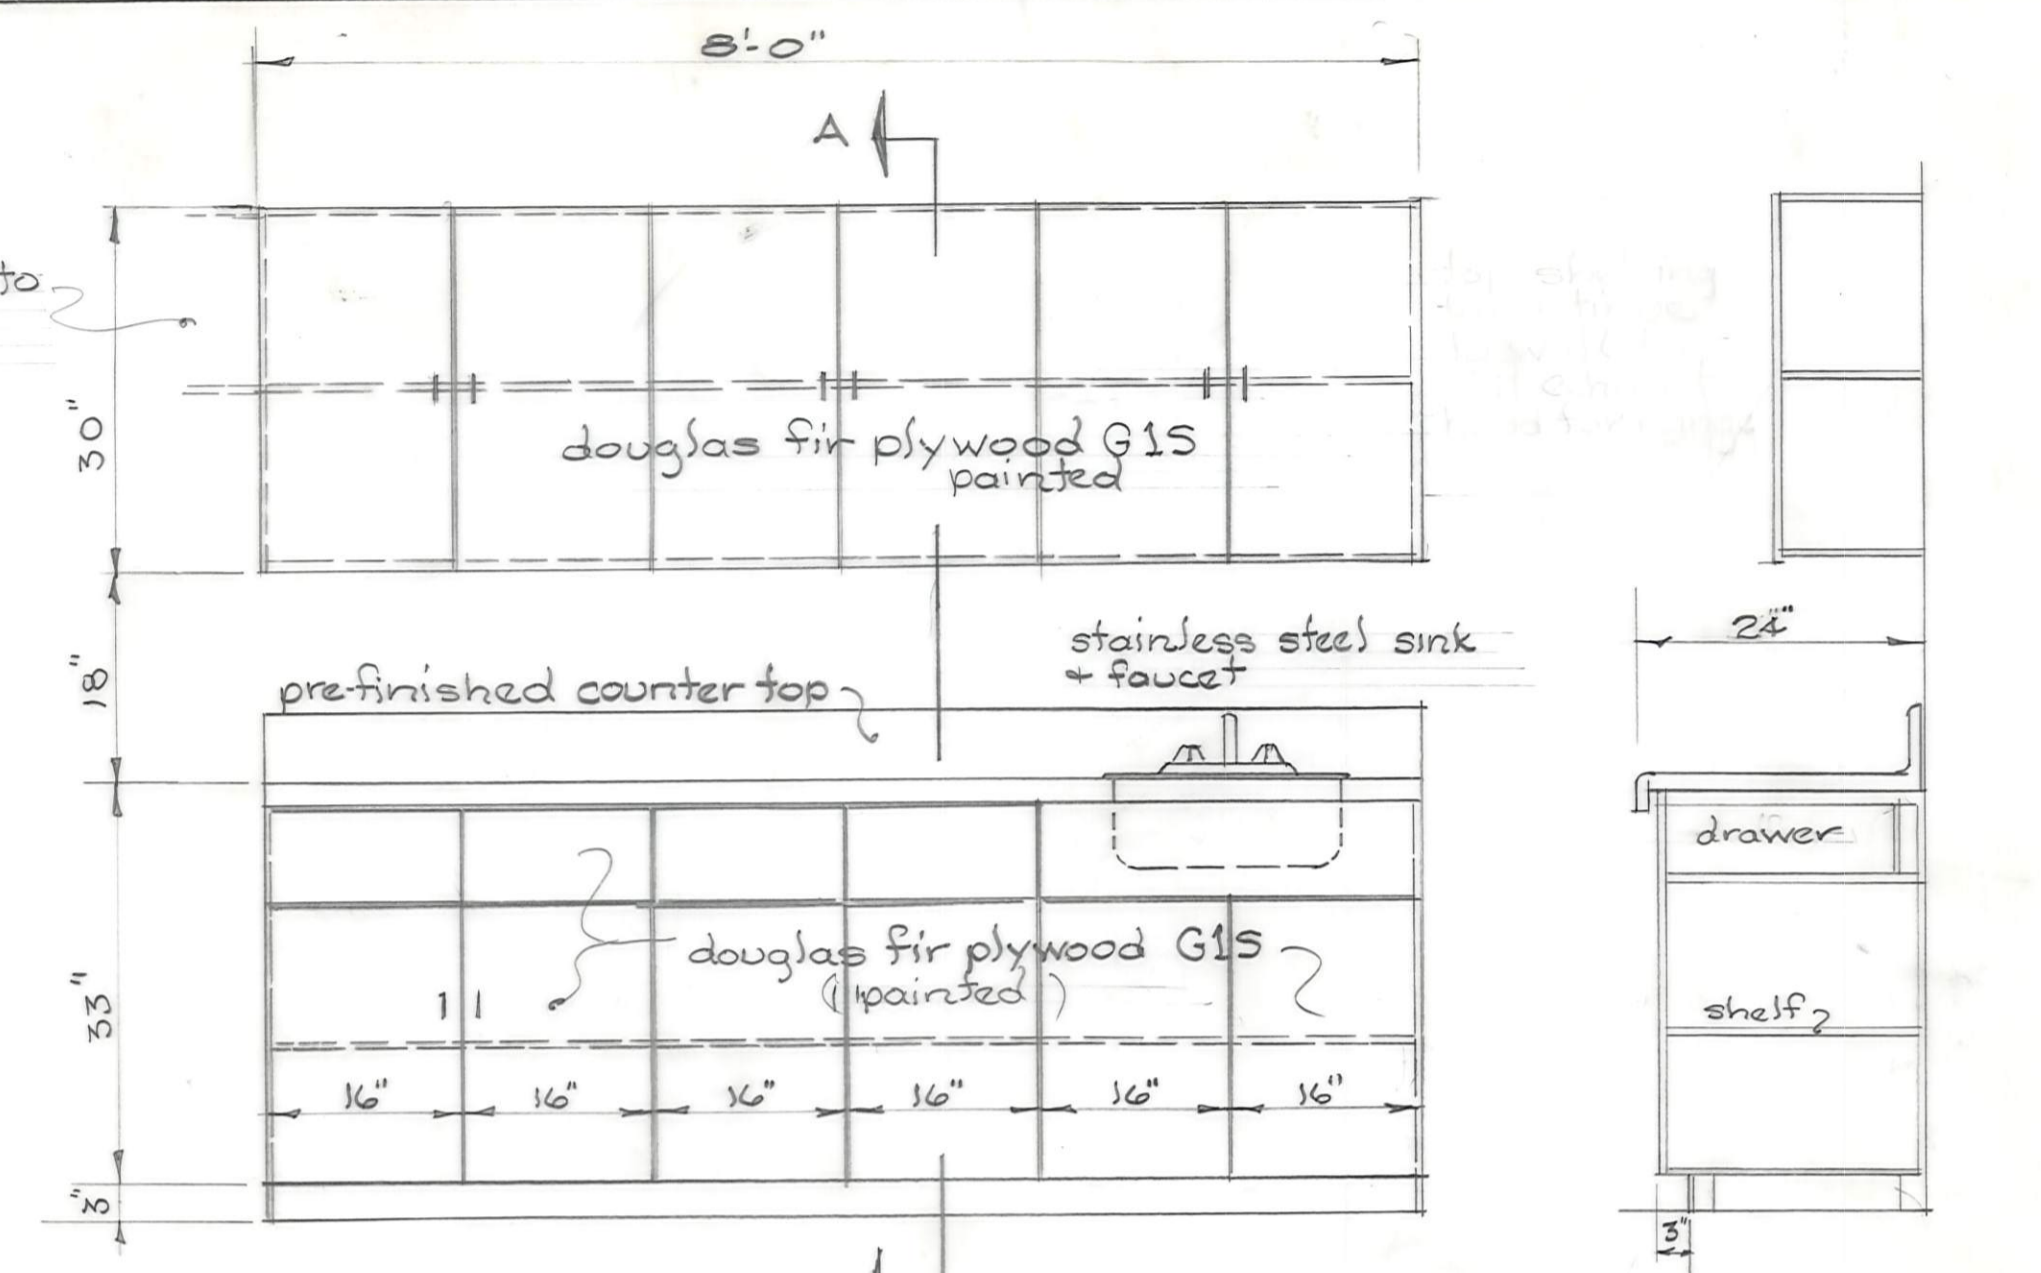 8'-0"
A
to
30"
douglas fir plywood G1S
painted
18"
pre-finished counter top
stainless steel sink
& faucet
24"
drawer
33"
douglas fir plywood G1S
(painted)
shelf
16" 16" 16" 16" 16" 16"
3"
3"